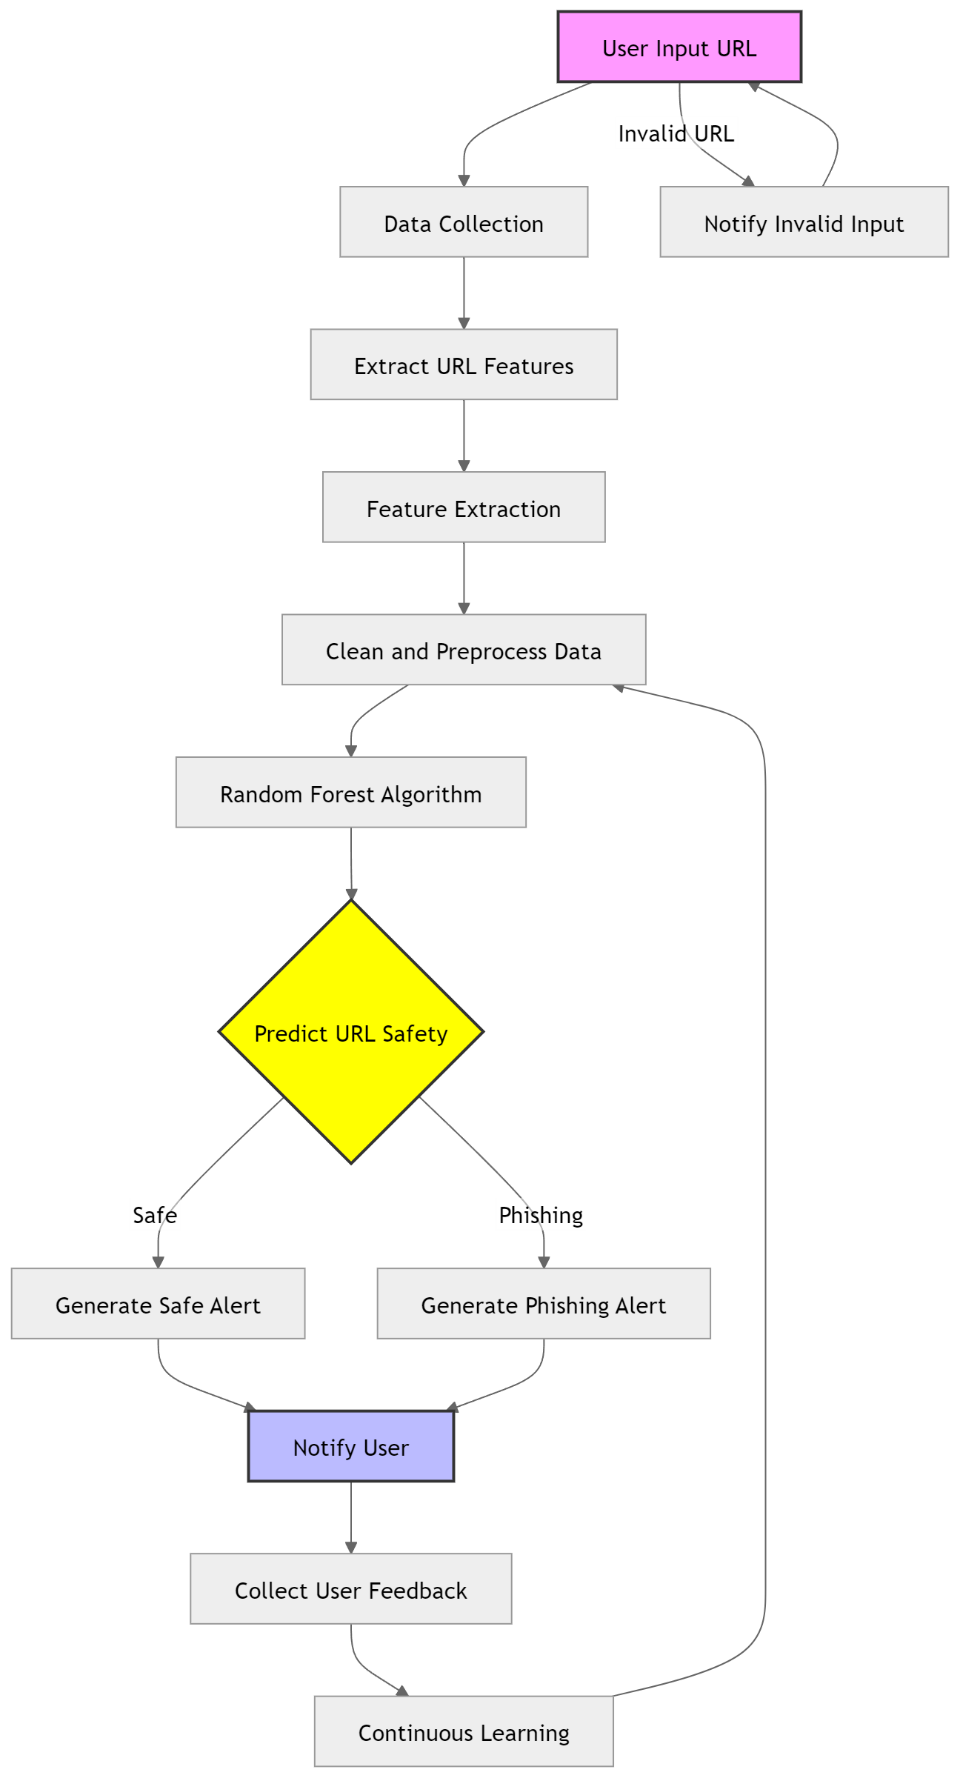 User Input URL
Invalid URL
Data Collection
Notify Invalid Input
Extract URL Features
Feature Extraction
Clean and Preprocess Data
Random Forest Algorithm
Predict URL Safety
Safe
Phishing
Generate Safe Alert
Generate Phishing Alert
Notify User
Collect User Feedback
Continuous Learning